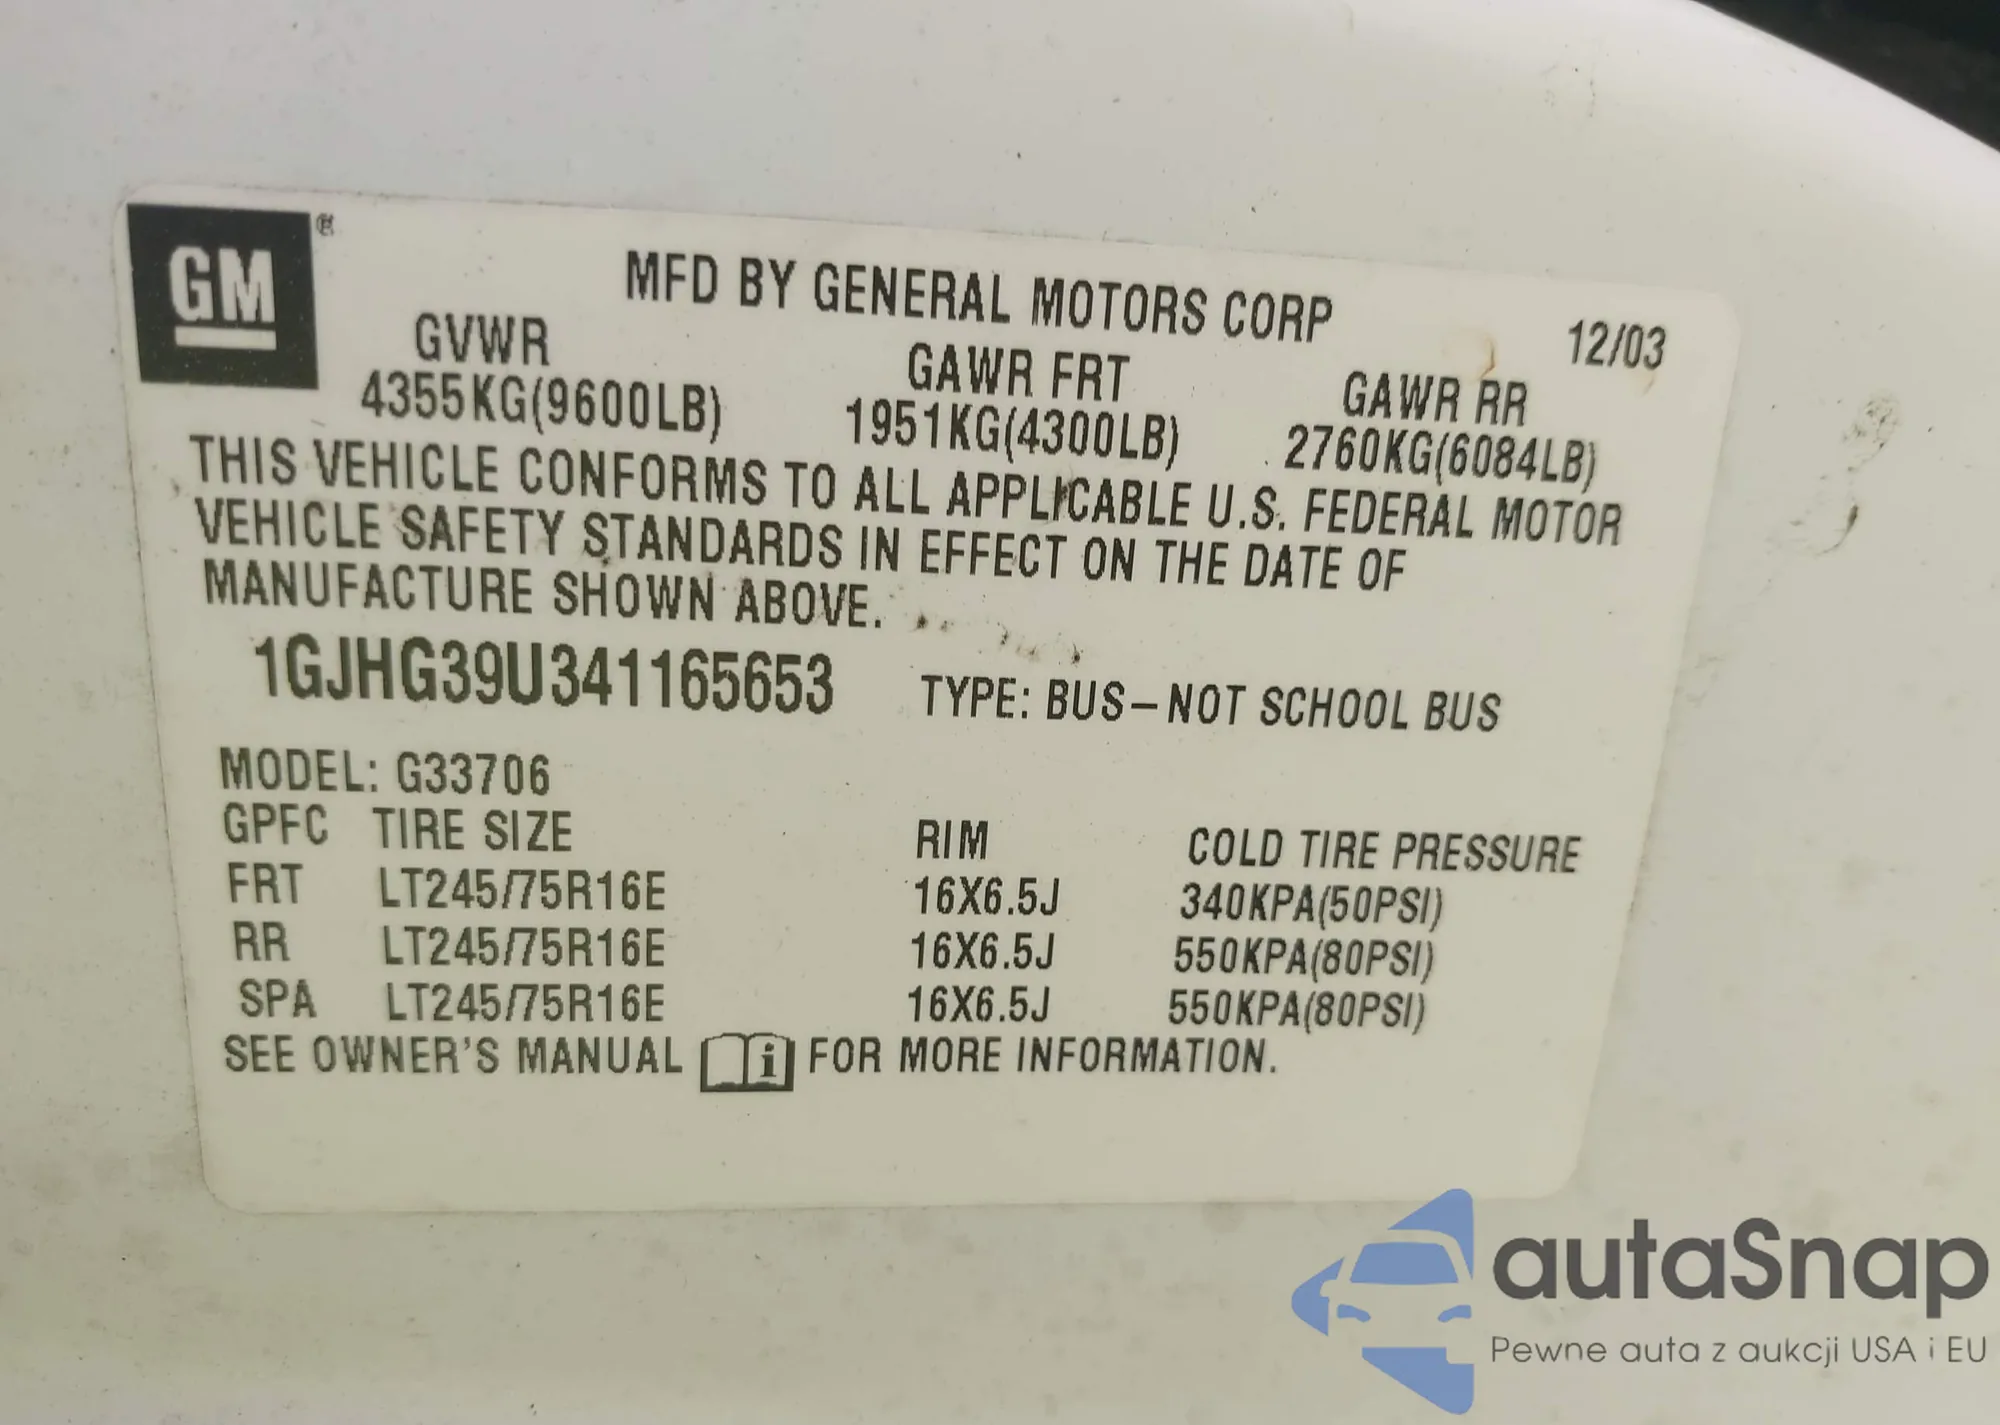 GM®
MFD BY GENERAL MOTORS CORP
12/03
GVWR GAWR FRT GAWR RR
4355KG(9600LB) 1951KG(4300LB) 2760KG(6084LB)
THIS VEHICLE CONFORMS TO ALL APPLICABLE U.S. FEDERAL MOTOR
VEHICLE SAFETY STANDARDS IN EFFECT ON THE DATE OF
MANUFACTURE SHOWN ABOVE.
1GJHG39U341165653 TYPE: BUS–NOT SCHOOL BUS
MODEL: G33706
GPFC TIRE SIZE RIM COLD TIRE PRESSURE
FRT LT245/75R16E 16X6.5J 340KPA(50PSI)
RR LT245/75R16E 16X6.5J 550KPA(80PSI)
SPA LT245/75R16E 16X6.5J 550KPA(80PSI)
SEE OWNER'S MANUAL i FOR MORE INFORMATION.
autaSnap
Pewne auta z aukcji USA i EU